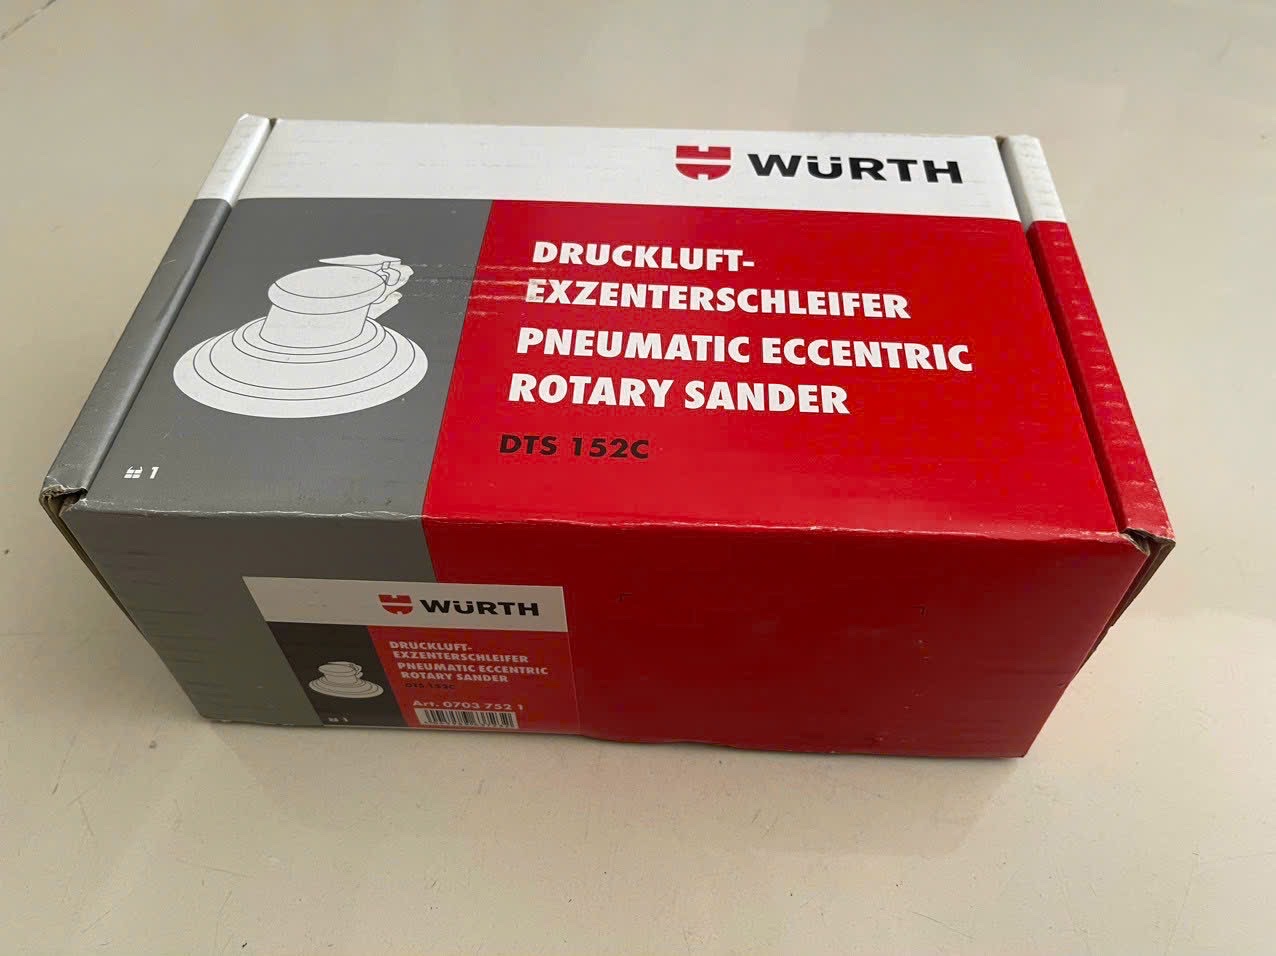 WÜRTH
DRUCKLUFT-
EXZENTERSCHLEIFER
PNEUMATIC ECCENTRIC
ROTARY SANDER
DTS 152C
1
WÜRTH
DRUCKLUFT-
EXZENTERSCHLEIFER
PNEUMATIC ECCENTRIC
ROTARY SANDER
DTS 152C
Art. 0703 752 1
1